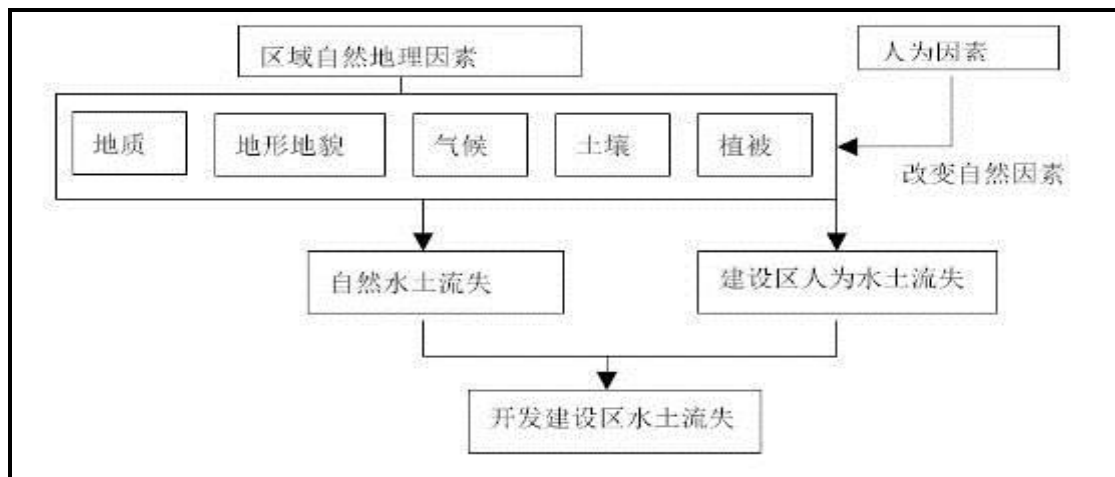 区域自然地理因素
人为因素
地质
地形地貌
气候
土壤
植被
改变自然因素
自然水土流失
建设区人为水土流失
开发建设区水土流失